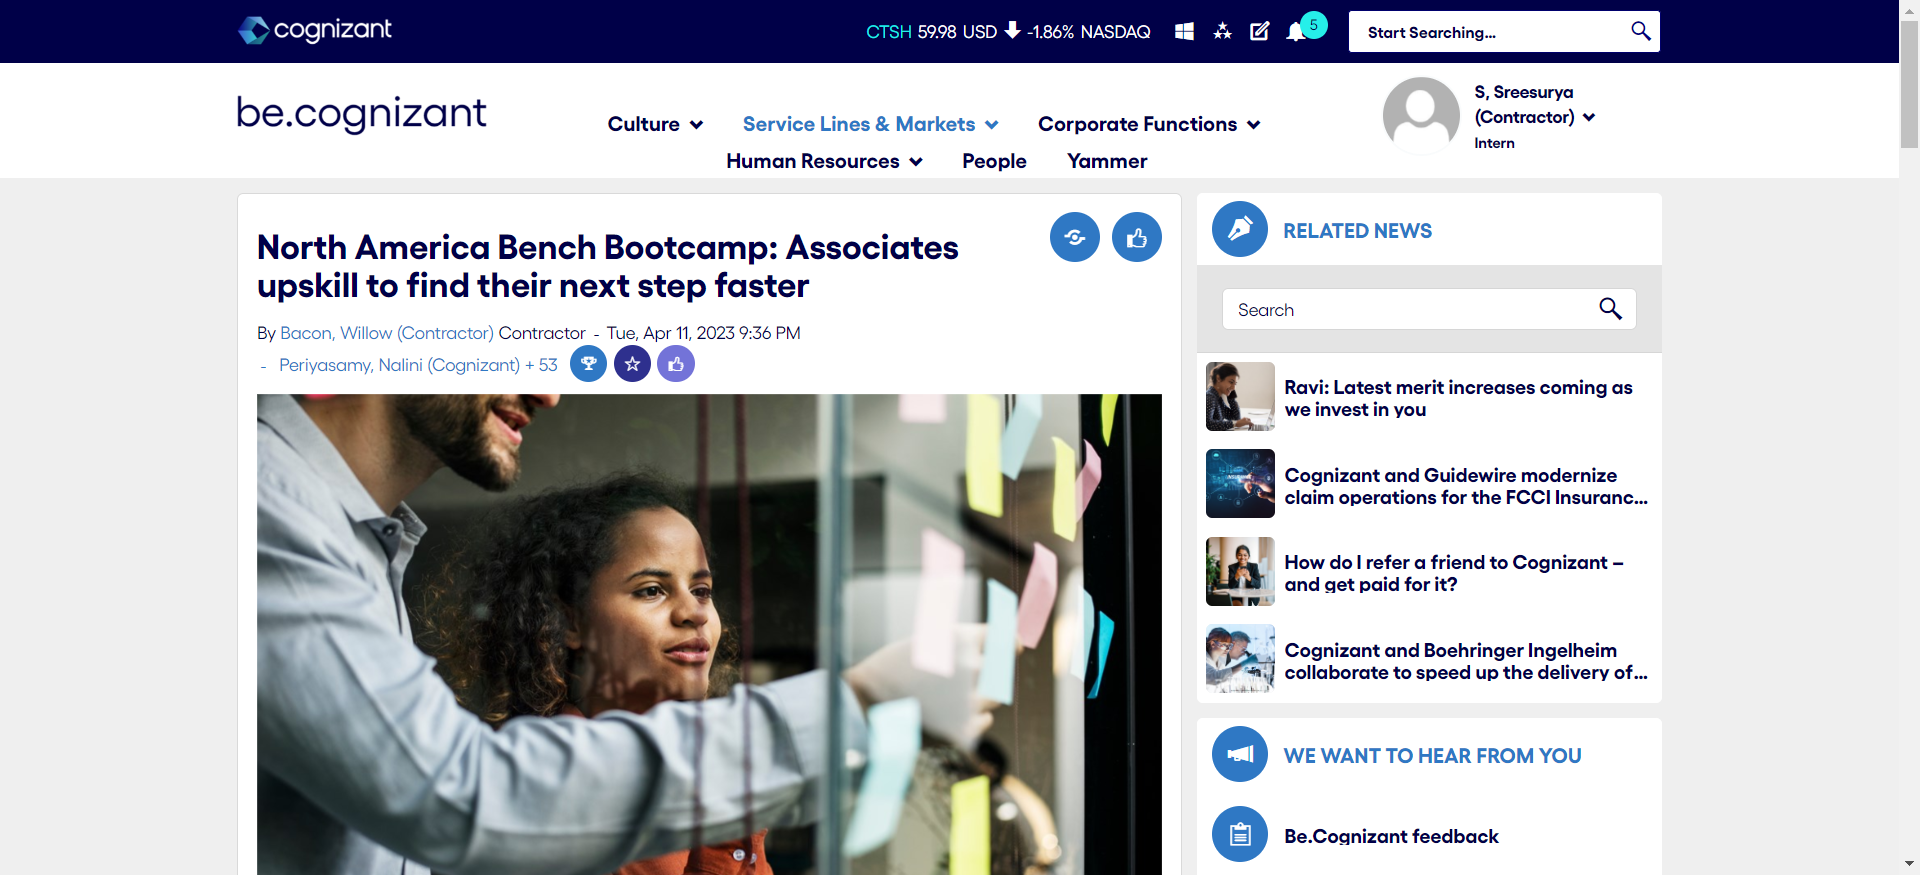 cognizant
CTSH 59.98 USD -1.86% NASDAQ
5
Start Searching...
be.cognizant
Culture
Service Lines & Markets
Corporate Functions
Human Resources
People
Yammer
S, Sreesurya
(Contractor)
Intern
North America Bench Bootcamp: Associates
upskill to find their next step faster
By Bacon, Willow (Contractor) Contractor - Tue, Apr 11, 2023 9:36 PM
- Periyasamy, Nalini (Cognizant) + 53
RELATED NEWS
Search
Ravi: Latest merit increases coming as
we invest in you
Cognizant and Guidewire modernize
claim operations for the FCCI Insuranc...
How do I refer a friend to Cognizant –
and get paid for it?
Cognizant and Boehringer Ingelheim
collaborate to speed up the delivery of...
WE WANT TO HEAR FROM YOU
Be.Cognizant feedback